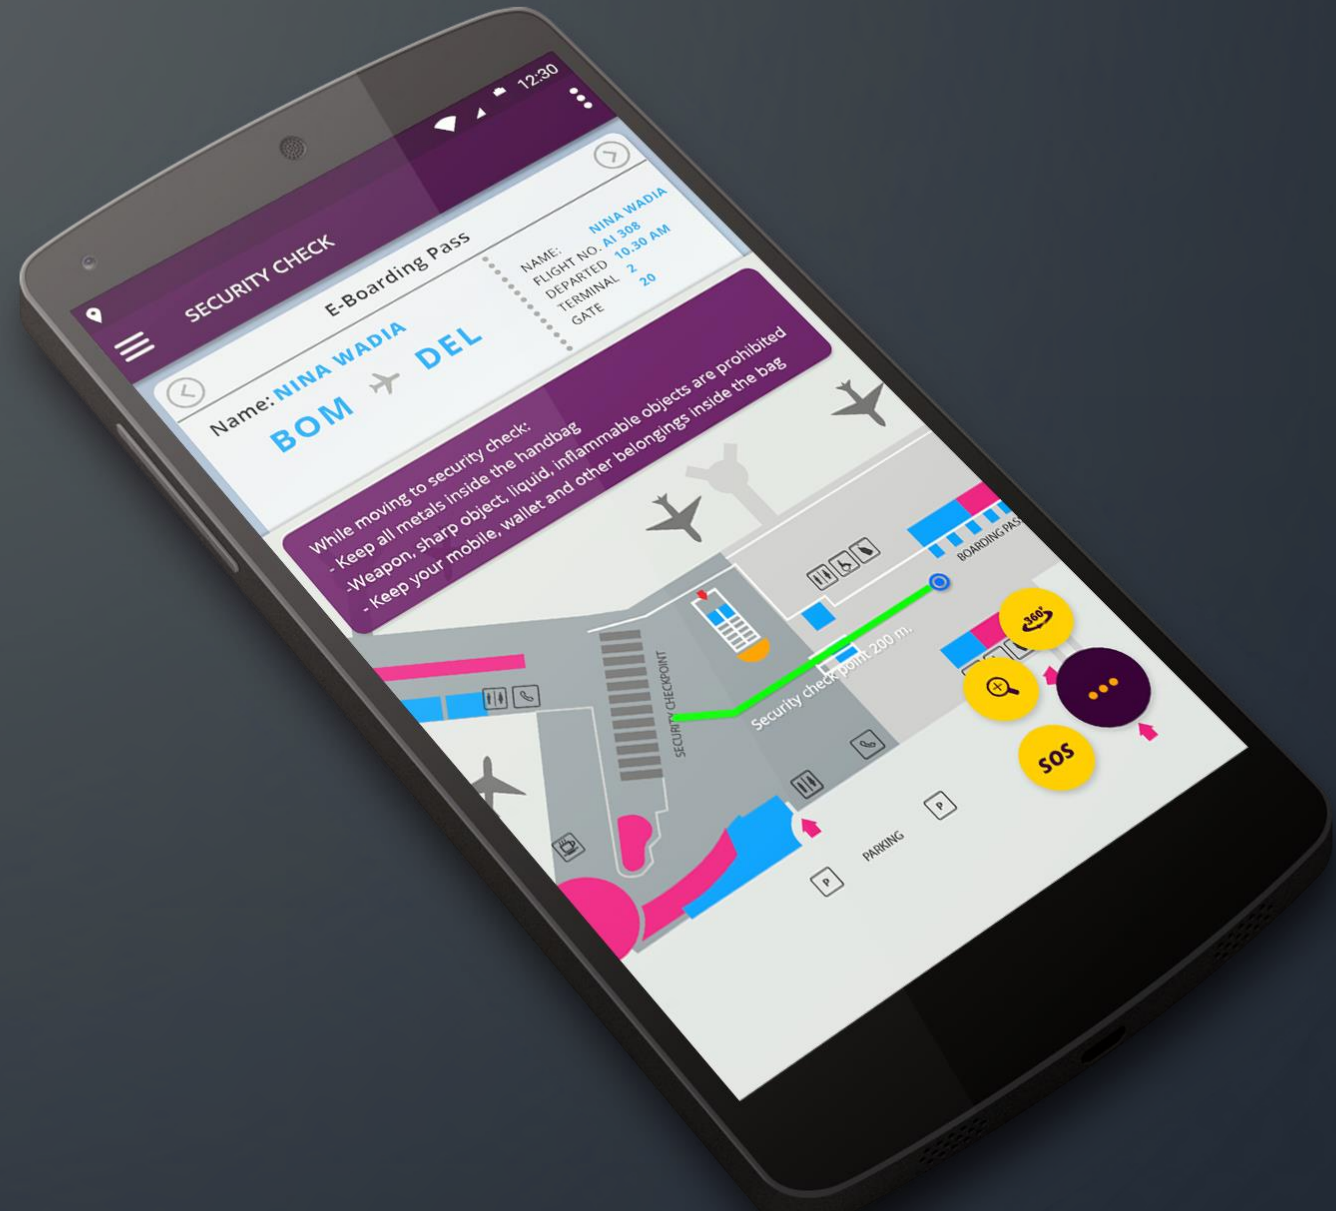 12:30
SECURITY CHECK
E-Boarding Pass
Name: NINA WADIA
BOM DEL
NAME: NINA WADIA
FLIGHT NO. AI 308
DEPARTED 10.30 AM
TERMINAL 2
GATE 20
While moving to security check:
- Keep all metals inside the handbag
-Weapon, sharp object, liquid, inflammable objects are prohibited
- Keep your mobile, wallet and other belongings inside the bag
BOARDING PAS
360°
SECURITY CHECKPOINT
Security check point 200 m.
SOS
P
PARKING
P